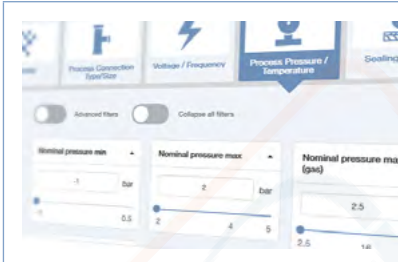 Process Connection
Type/Size
Voltage / Frequency
Process Pressure /
Temperature
Sealing
Advanced filters
Collapse all filters
Nominal pressure min
Nominal pressure max
Nominal pressure ma
(gas)
-1
bar
2
bar
2.5
-1
0.5
2
4
5
2.5
16